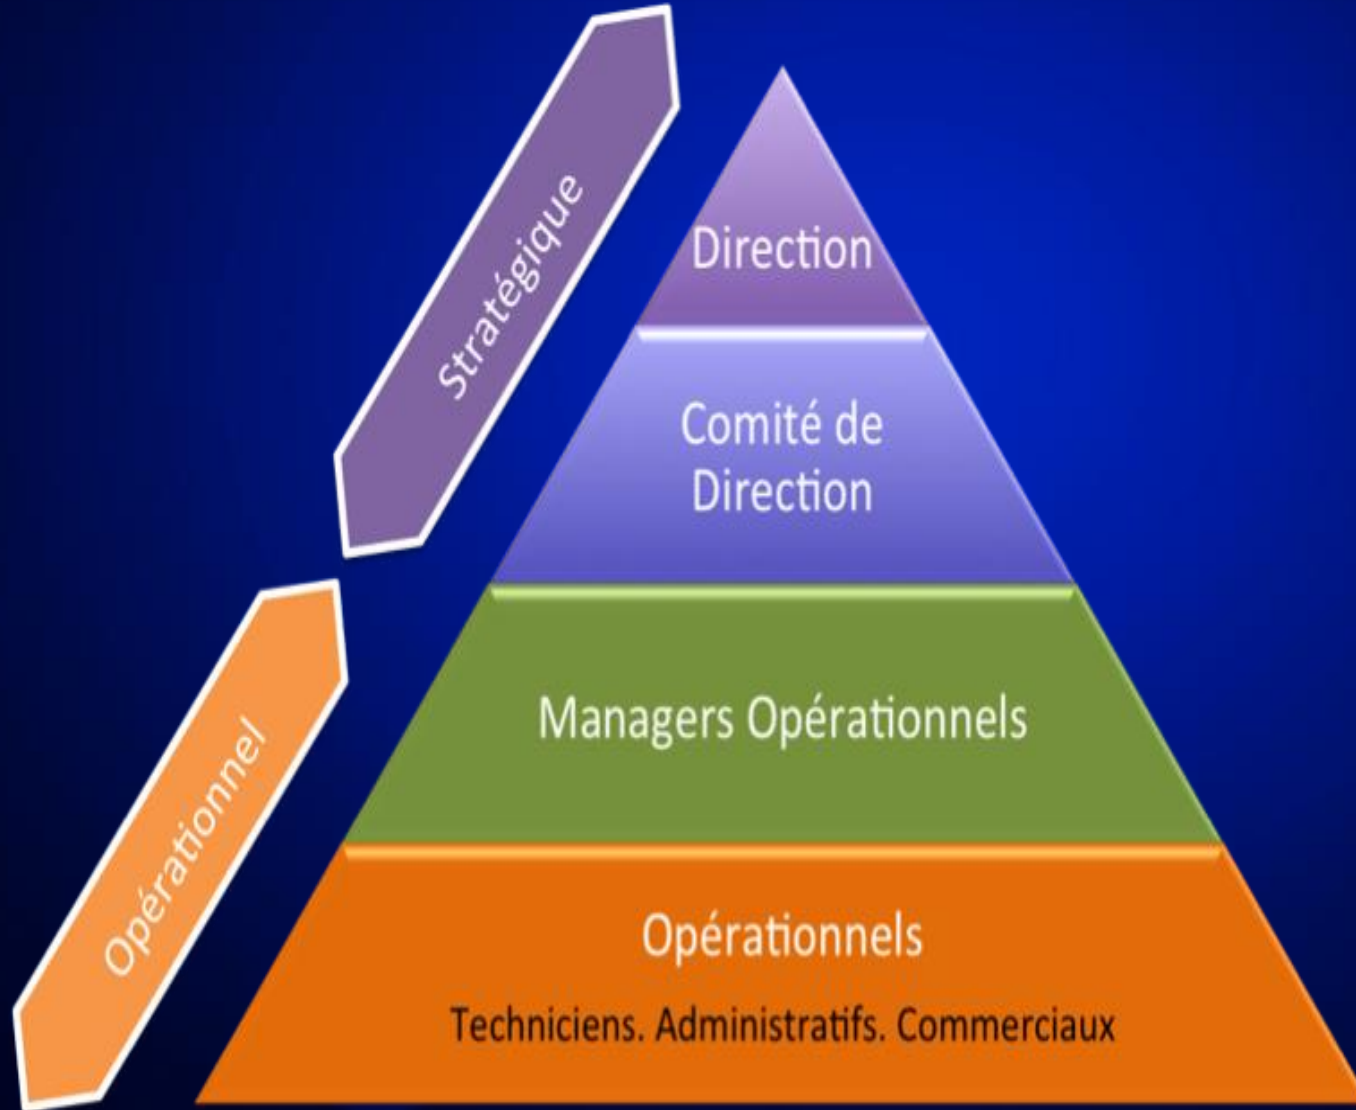 Stratégique
Direction
Comité de
Direction
Opérationnel
Managers Opérationnels
Opérationnels
Techniciens. Administratifs. Commerciaux